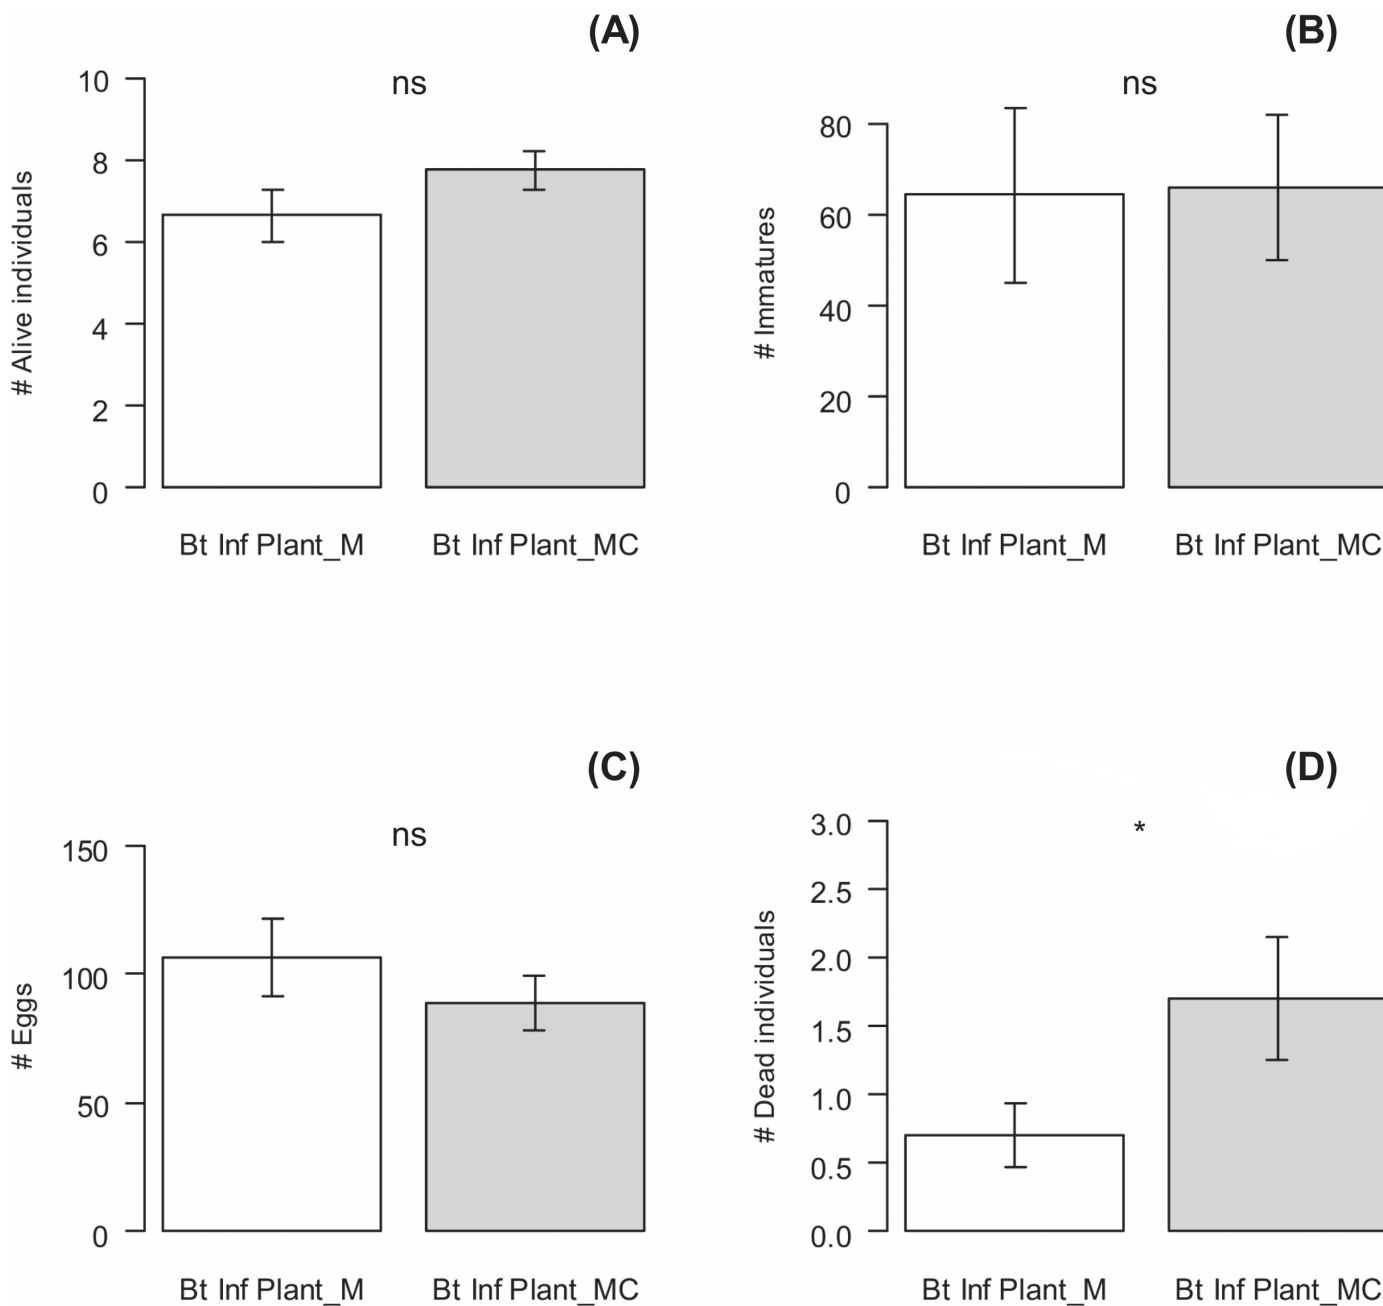 (A)
ns
10
8
6
4
2
0
# Alive individuals
Bt Inf Plant_M
Bt Inf Plant_MC
(B)
ns
80
60
40
20
0
# Immatures
Bt Inf Plant_M
Bt Inf Plant_MC
(C)
ns
150
100
50
0
# Eggs
Bt Inf Plant_M
Bt Inf Plant_MC
(D)
*
3.0
2.5
2.0
1.5
1.0
0.5
0.0
# Dead individuals
Bt Inf Plant_M
Bt Inf Plant_MC